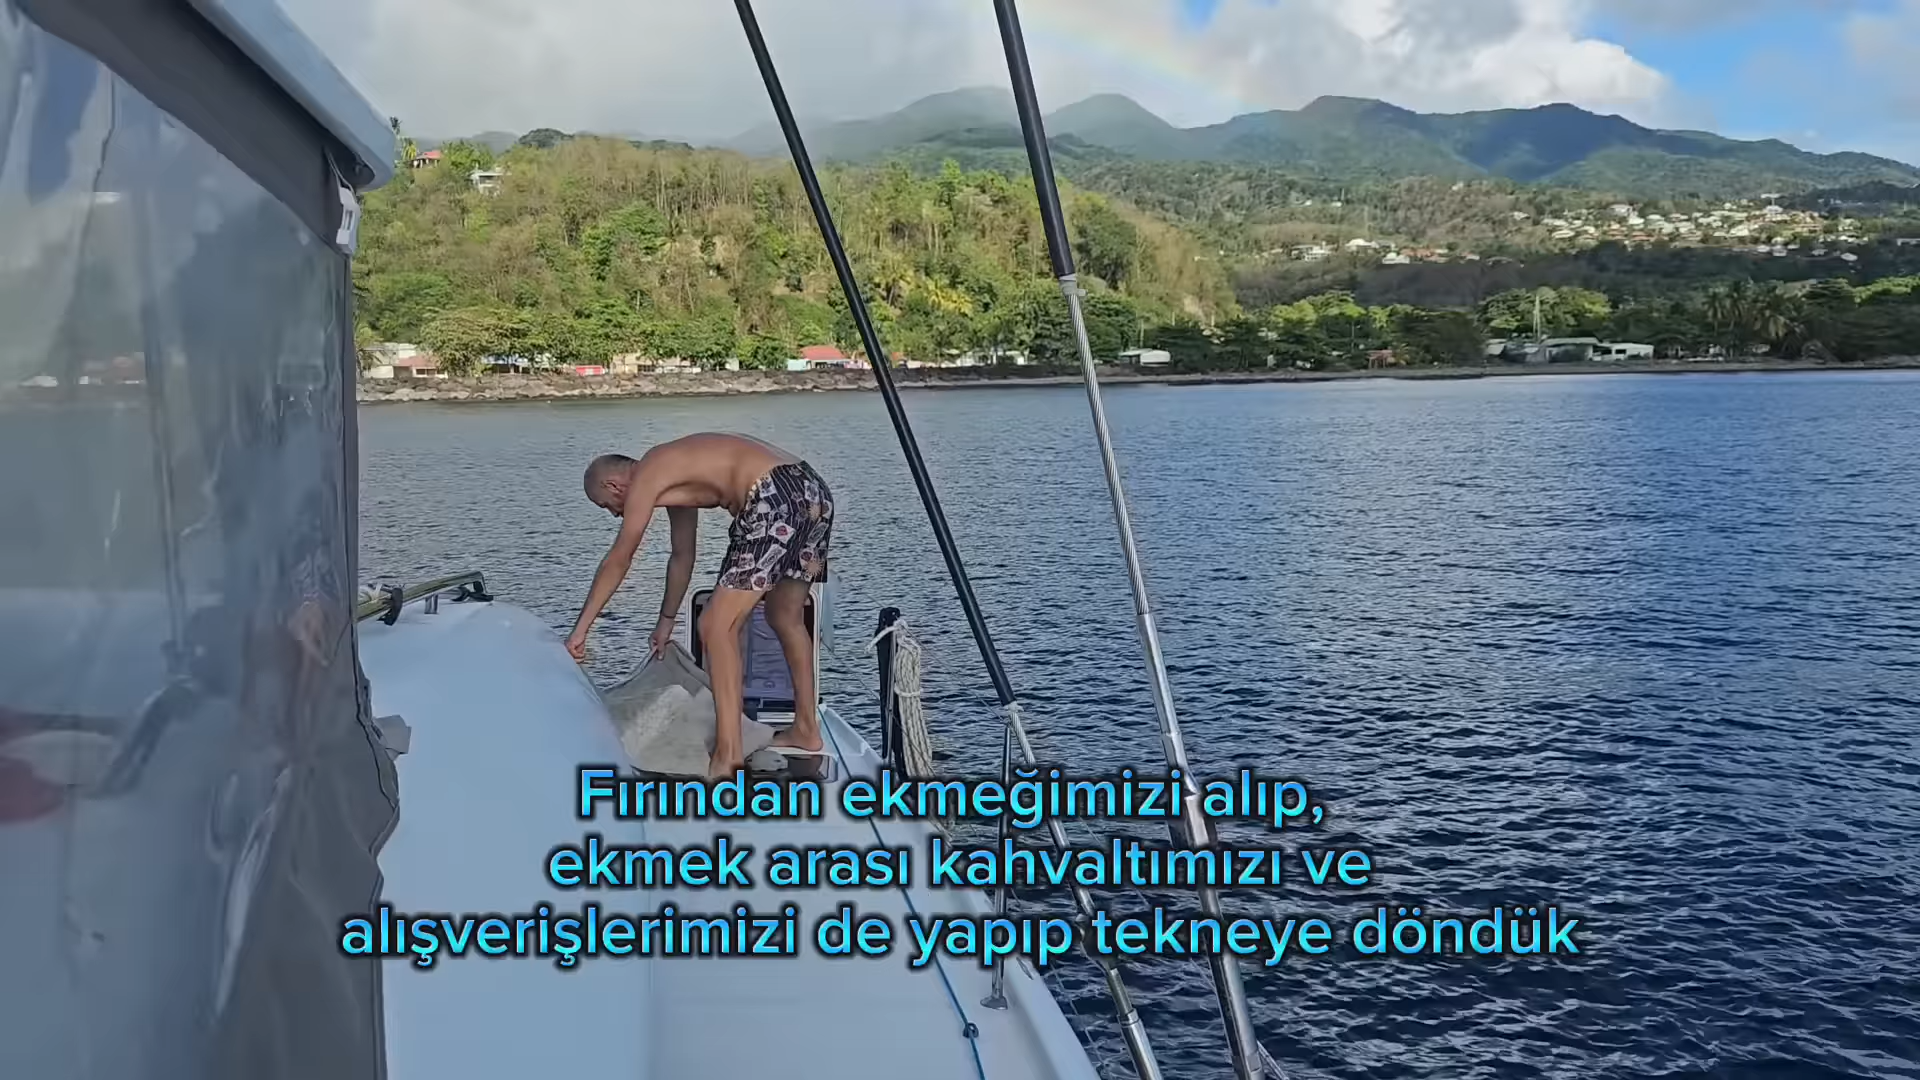 Fırından ekmeğimizi alıp,
ekmek arası kahvaltımızı ve
alışverişlerimizi de yapıp tekneye döndük